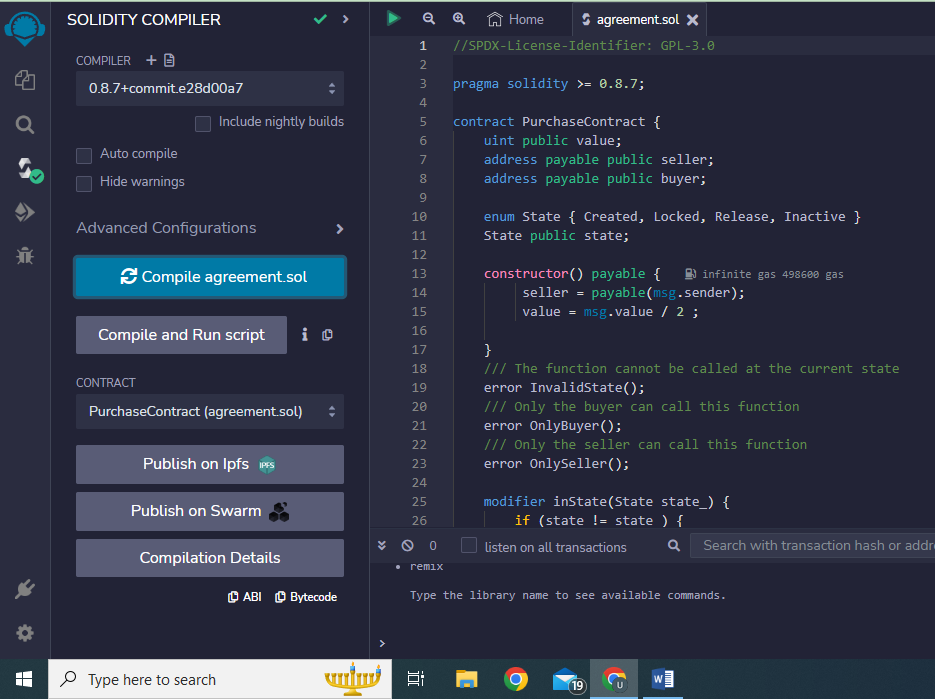 SOLIDITY COMPILER
COMPILER +
0.8.7+commit.e28d00a7
Include nightly builds
Auto compile
Hide warnings
Advanced Configurations
Compile agreement.sol
Compile and Run script
i
CONTRACT
PurchaseContract (agreement.sol)
Publish on Ipfs IPFS
Publish on Swarm
Compilation Details
ABI Bytecode
Home agreement.sol
1 //SPDX-License-Identifier: GPL-3.0
2
3 pragma solidity >= 0.8.7;
4
5 contract PurchaseContract {
6 uint public value;
7 address payable public seller;
8 address payable public buyer;
9
10 enum State { Created, Locked, Release, Inactive }
11 State public state;
12
13 constructor() payable { infinite gas 498600 gas
14 seller = payable(msg.sender);
15 value = msg.value / 2 ;
16
17 }
18 /// The function cannot be called at the current state
19 error InvalidState();
20 /// Only the buyer can call this function
21 error OnlyBuyer();
22 /// Only the seller can call this function
23 error OnlySeller();
24
25 modifier inState(State state_) {
26 if (state != state_) {
0 listen on all transactions Search with transaction hash or addre
• remix
Type the library name to see available commands.
>
Type here to search
19
U
W